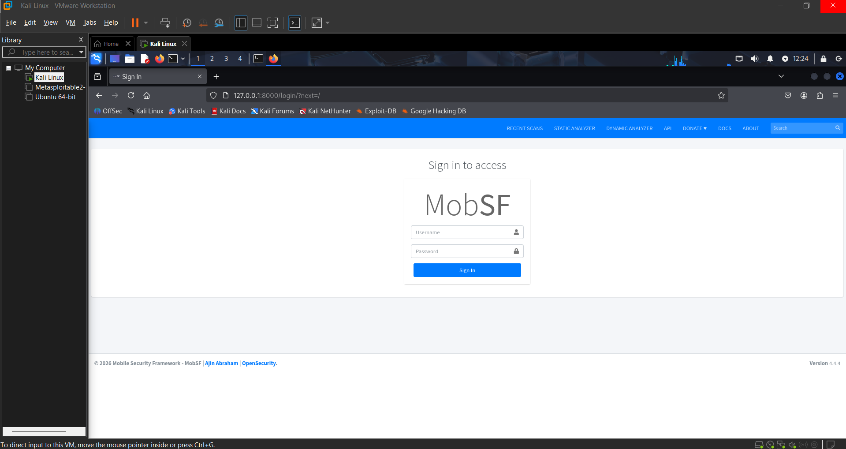 Kali Linux - VMware Workstation
File Edit View VM Tabs Help
Library
Type here to sea...
My Computer
Kali Linux
Metasploitable2-
Ubuntu 64-bit
Home
Kali Linux
1 2 3 4
12:24
Sign In
127.0.0.1:8000/login/?next=/
OffSec Kali Linux Kali Tools Kali Docs Kali Forums Kali NetHunter Exploit-DB Google Hacking DB
RECENT SCANS STATIC ANALYZER DYNAMIC ANALYZER API DONATE ♥ DOCS ABOUT Search
Sign in to access
MobSF
Username
Password
Sign In
© 2026 Mobile Security Framework - MobSF | Ajin Abraham | OpenSecurity.
Version
To direct input to this VM, move the mouse pointer inside or press Ctrl+G.